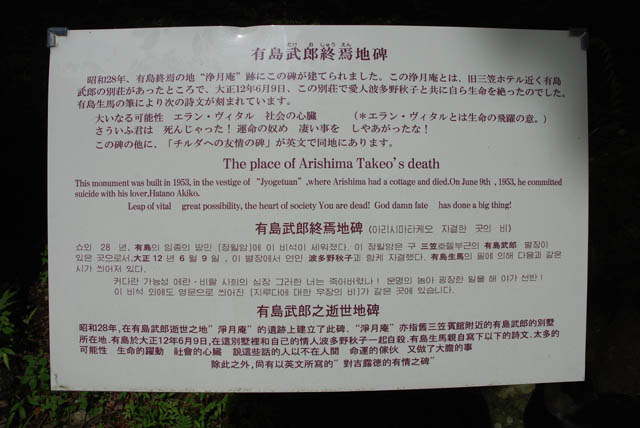 有島武郎終焉地碑
たけ お しゅう えん
昭和28年、有島終焉の地“浄月庵”跡にこの碑が建てられました。この浄月庵とは、旧三笠ホテル近く有島
武郎の別荘があったところで、大正12年6月9日、この別荘で愛人波多野秋子と共に自ら生命を絶ったのでした。
有島生馬の筆により次の詩文が刻まれています。
大いなる可能性 エラン・ヴィタル 社会の心臓 (＊エラン・ヴィタルとは生命の飛躍の意。)
さういふ君は 死んじゃった! 運命の奴め 凄い事を しやあがったな!
この碑の他に、「チルダへの友情の碑」が英文で同地にあります。
The place of Arishima Takeo's death
This monument was built in 1953, in the vestige of “Jyogetuan”,where Arishima had a cottage and died.On June 9th , 1953, he committed
suicide with his lover,Hatano Akiko.
Leap of vital great possibility, the heart of society You are dead! God damn fate has done a big thing!
有島武郎終焉地碑 (아리시마타케오 자결한 곳의 비)
쇼와 28 년, 有島의 임종의 땅민 [정월암]에 이 비석이 세워졌다. 이 정월암은 구 三笠호텔부근의 有島武郎 별장이
있은 곳으로서,大正 12 年 6 月 9 日 , 이 별장에서 연인 波多野秋子과 함께 자결했다. 有島生馬의 필에 의해 다음과 같은
시가 씌어져 있다.
커다란 가능성 에란・비탈 사회의 심장 그러한 너는 죽어버렸나! 운명의 놈아 굉장한 일을 해 이가 선반!
이 비석 외에도 영문으로 씌어진 [지루다에 대한 우정의 비]가 같은 곳에 있습니다.
有島武郎之逝世地碑
昭和28年,在有島武郎逝世之地”淨月庵”的遺跡上建立了此碑. “淨月庵”亦指舊三笠賓館附近的有島武郎的別墅
所在地.有島於大正12年6月9日,在這別墅裡和自己的情人波多野秋子一起自殺.有島生馬親自寫下以下的詩文.太多的
可能性 生命的躍動 社會的心臟 說這些話的人以不在人間 命運的傢伙 又做了大膽的事
除此之外,尚有以英文所寫的”對吉露徳的有情之碑”